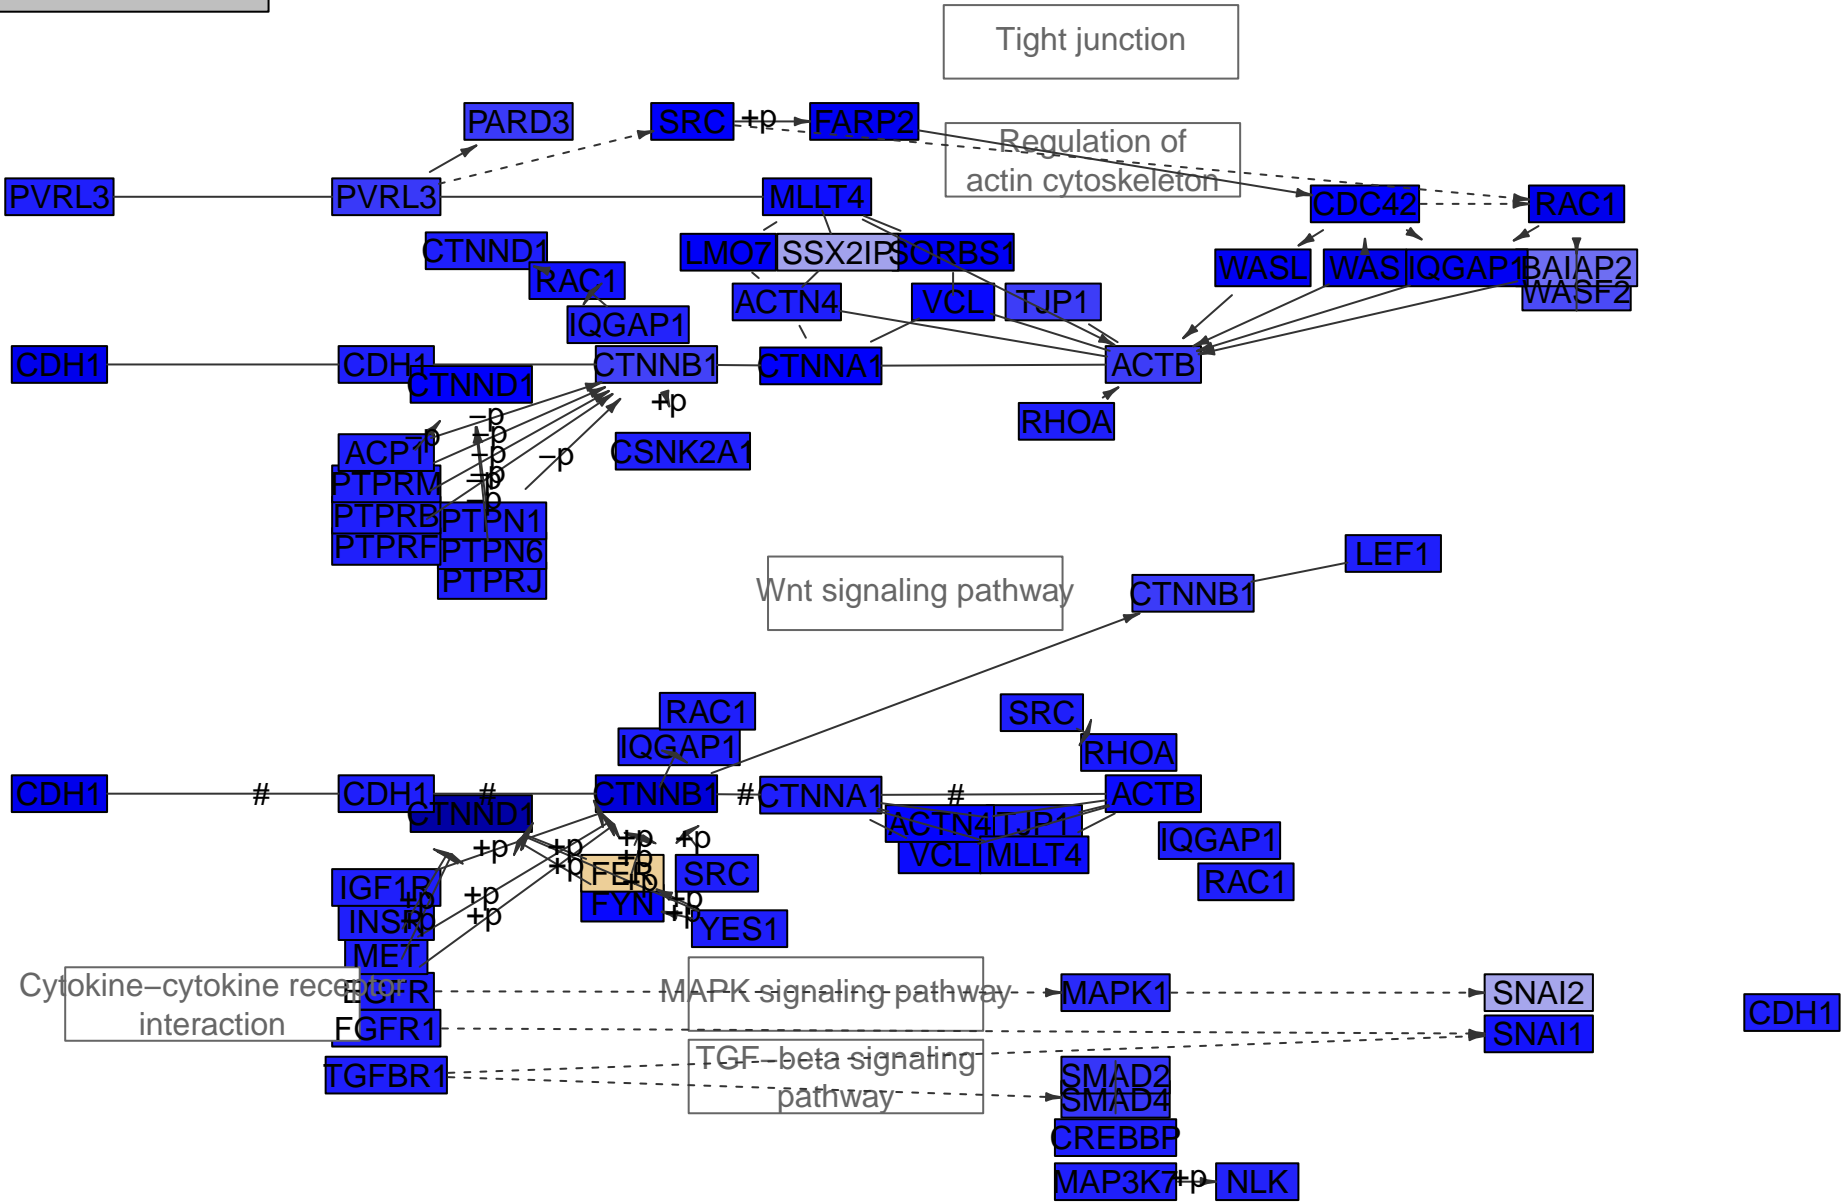 Tight junction
PARD3
SRC
+p
FARP2
Regulation of
actin cytoskeleton
PVRL3
PVRL3
MLLT4
CDC42
RAC1
CTNND1
LMO7
SSX2IP
SORBS1
WASL
WAS
IQGAP1
BAIAP2
WASF2
RAC1
ACTN4
VCL
TJP1
IQGAP1
CDH1
CDH1
CTNND1
CTNNB1
CTNNA1
ACTB
+p
RHOA
−p
−p
−p
−p
−p
−p
−p
−p
ACP1
CSNK2A1
PTPRM
PTPRB
PTPN1
PTPRF
PTPN6
PTPRJ
LEF1
Wnt signaling pathway
CTNNB1
RAC1
SRC
IQGAP1
RHOA
CDH1
#
CDH1
#
CTNND1
CTNNB1
#
CTNNA1
#
ACTB
ACTN4
TJP1
VCL
MLLT4
IQGAP1
RAC1
+p
+p
+p
+p
+p
+p
+p
FER
SRC
FYN
+p
+p
YES1
IGF1R
INSR
+p
+p
+p
+p
MET
Cytokine−cytokine receptor
interaction
EGFR
MAPK signaling pathway
MAPK1
SNAI2
CDH1
FGFR1
SNAI1
TGFBR1
TGF−beta signaling
pathway
SMAD2
SMAD4
CREBBP
MAP3K7
+p
NLK